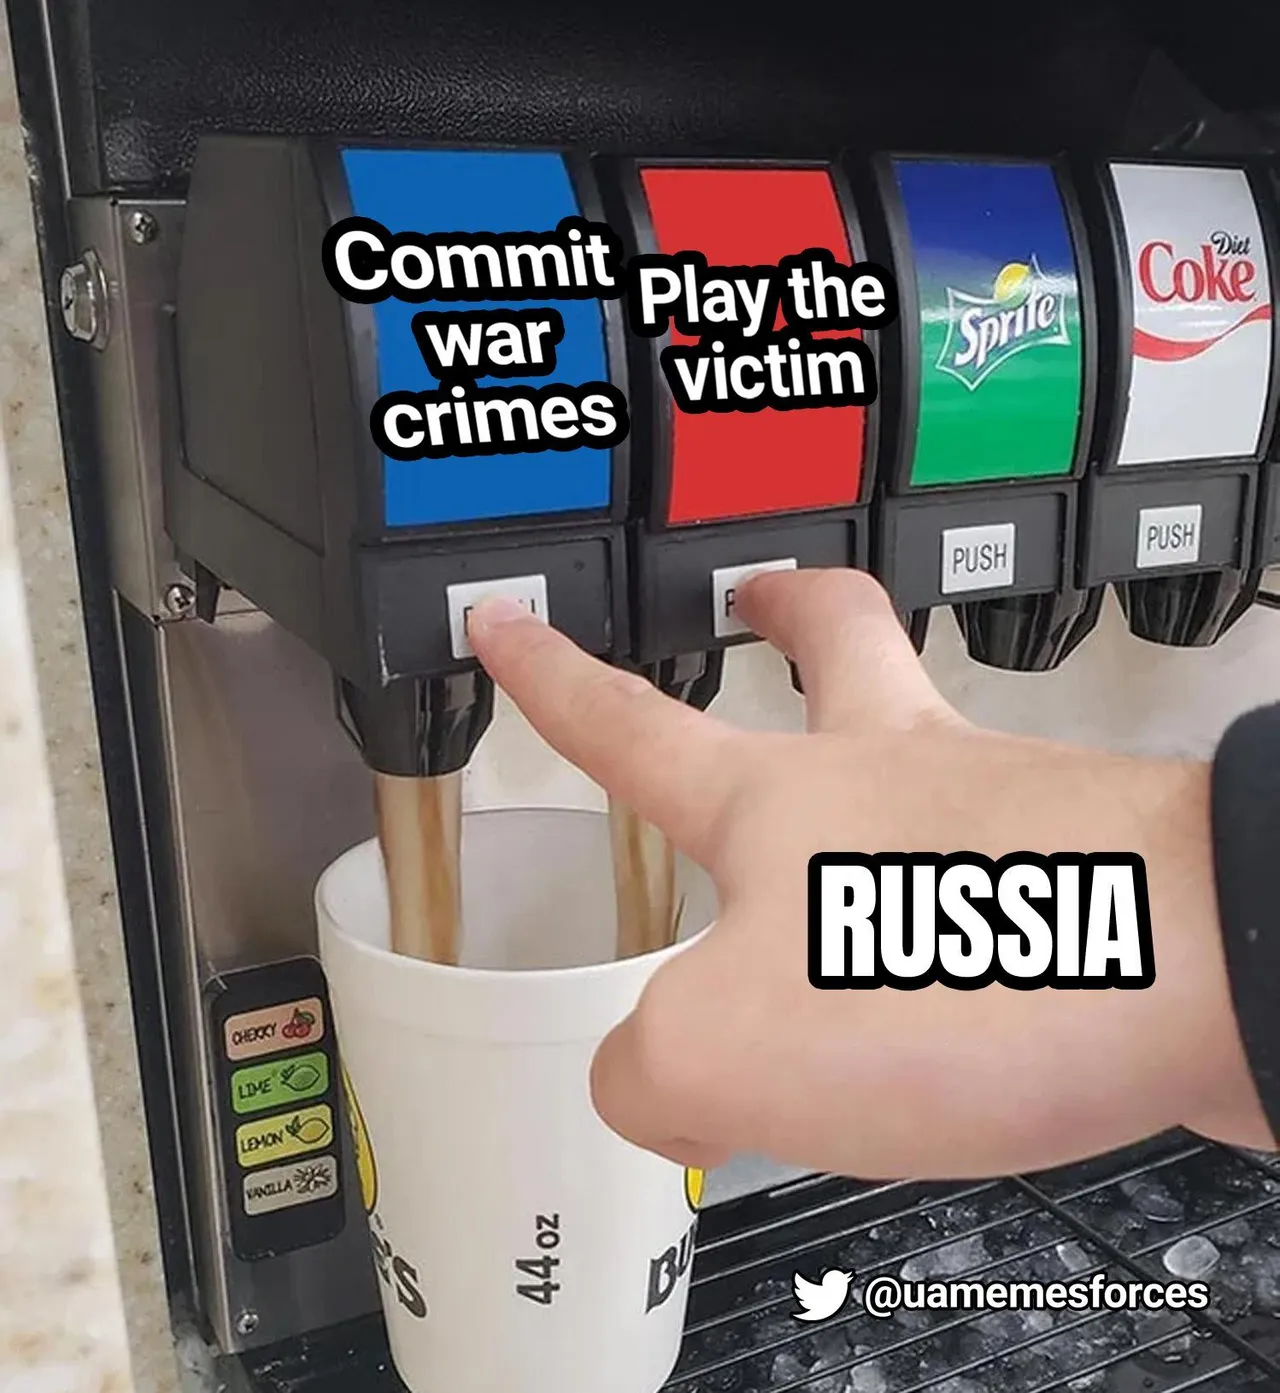 Commit
war
crimes
Play the
victim
Sprite
Diet
Coke
PUSH
PUSH
RUSSIA
CHERRY
LIME
LEMON
VANILLA
44 oz
@uamemesforces